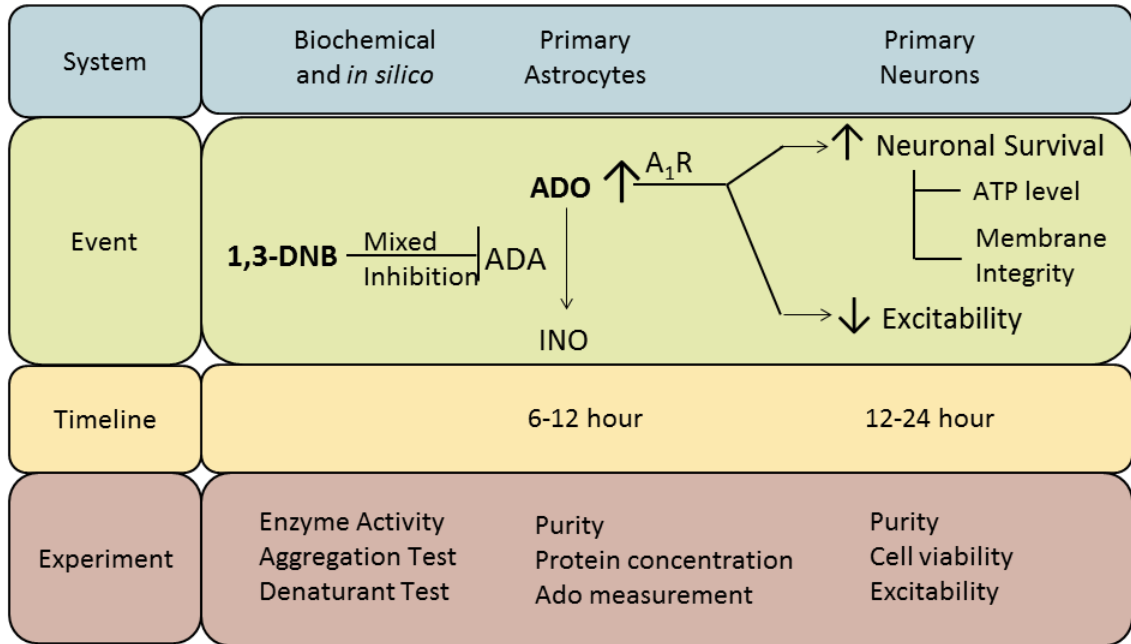 System
Biochemical
and in silico
Primary
Astrocytes
Primary
Neurons
Event
1,3-DNB
Mixed
Inhibition
ADA
ADO
A₁R
INO
Neuronal Survival
ATP level
Membrane
Integrity
Excitability
Timeline
6-12 hour
12-24 hour
Experiment
Enzyme Activity
Aggregation Test
Denaturant Test
Purity
Protein concentration
Ado measurement
Purity
Cell viability
Excitability